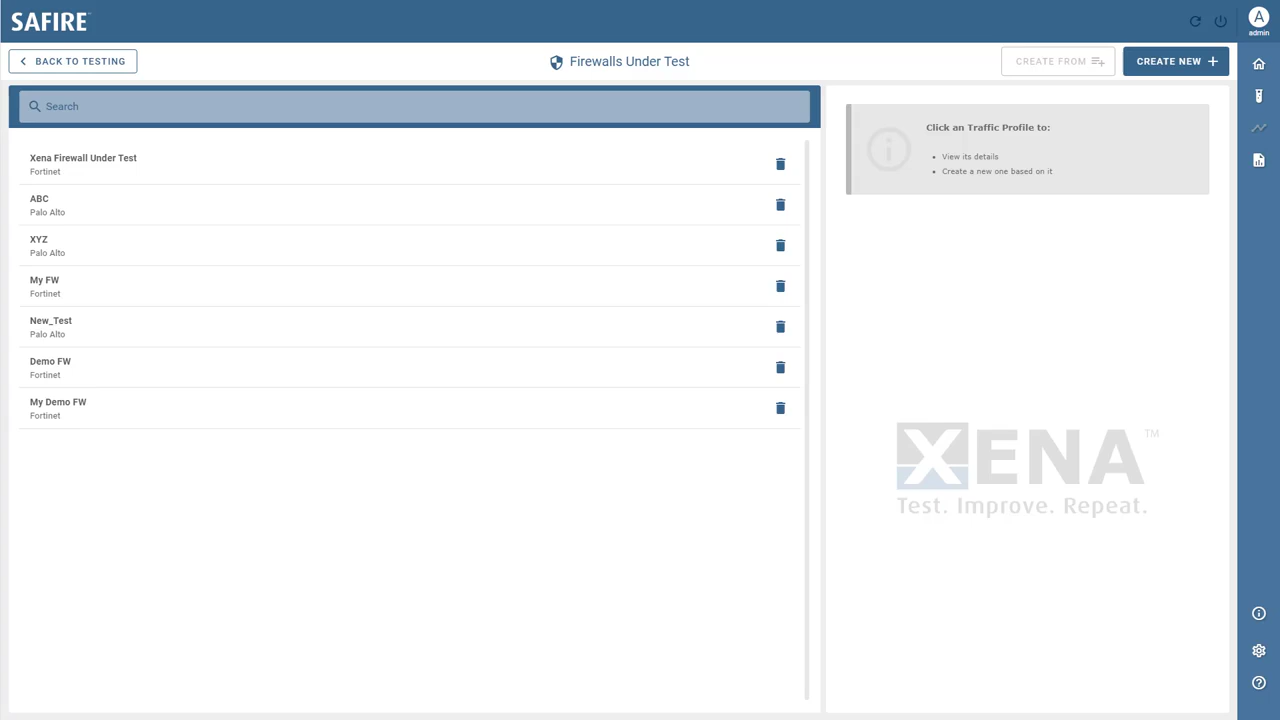 SAFIRE
A
admin
BACK TO TESTING
Firewalls Under Test
CREATE FROM
CREATE NEW
Search
Xena Firewall Under Test
Fortinet
ABC
Palo Alto
XYZ
Palo Alto
My FW
Fortinet
New_Test
Palo Alto
Demo FW
Fortinet
My Demo FW
Fortinet
Click an Traffic Profile to:
• View its details
• Create a new one based on it
XENA™
Test. Improve. Repeat.